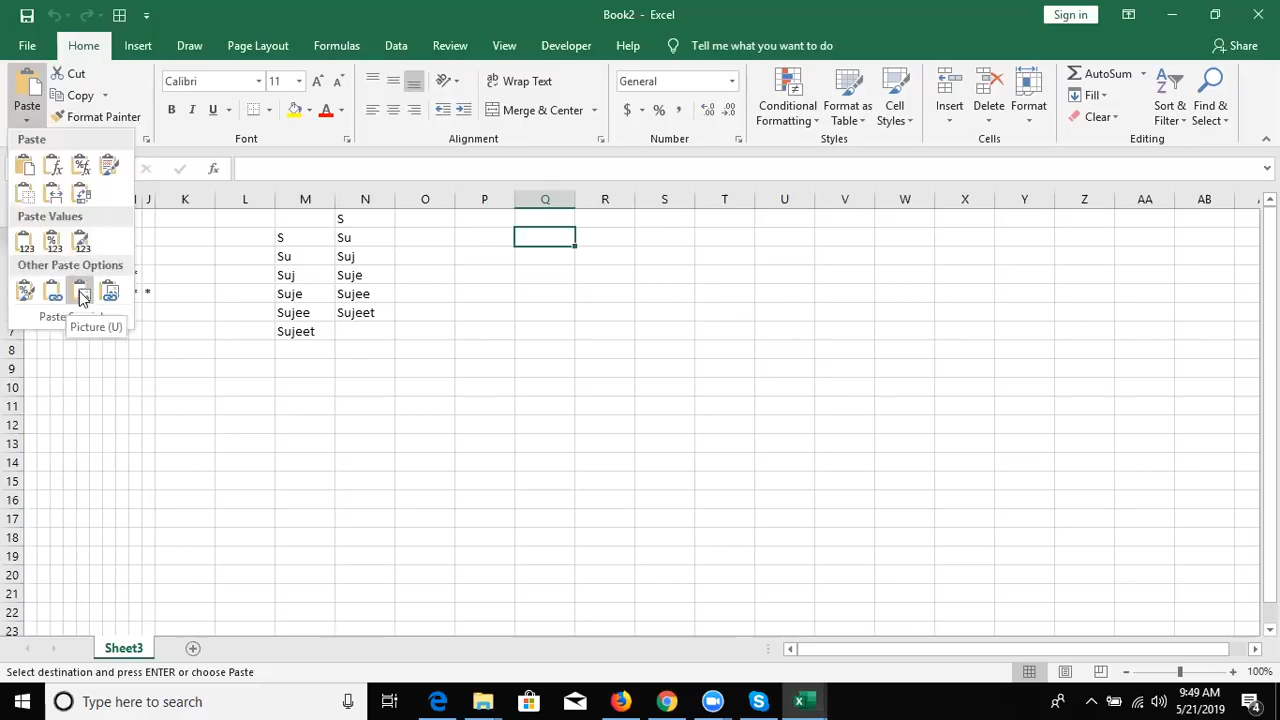 Book2 - Excel
Sign in
File Home Insert Draw Page Layout Formulas Data Review View Developer Help Tell me what you want to do Share
Paste
Cut
Copy
Format Painter
Calibri 11
B I U
A A A
Font
Wrap Text
Merge & Center
Alignment
General
$ % ,
Number
Conditional Formatting
Format as Table
Cell Styles
Styles
Insert Delete Format
Cells
AutoSum
Fill
Clear
Sort & Filter
Find & Select
Editing
Paste
Paste Values
123 123 123
Other Paste Options
Picture (U)
fx
J K L M N O P Q R S T U V W X Y Z AA AB
S
S Su
Su Suj
Suj Suje
* * Suje Sujee
Sujee Sujeet
7 Sujeet
8
9
10
11
12
13
14
15
16
17
18
19
20
21
22
23
Sheet3
Select destination and press ENTER or choose Paste
100%
Type here to search
9:49 AM
5/21/2019
4